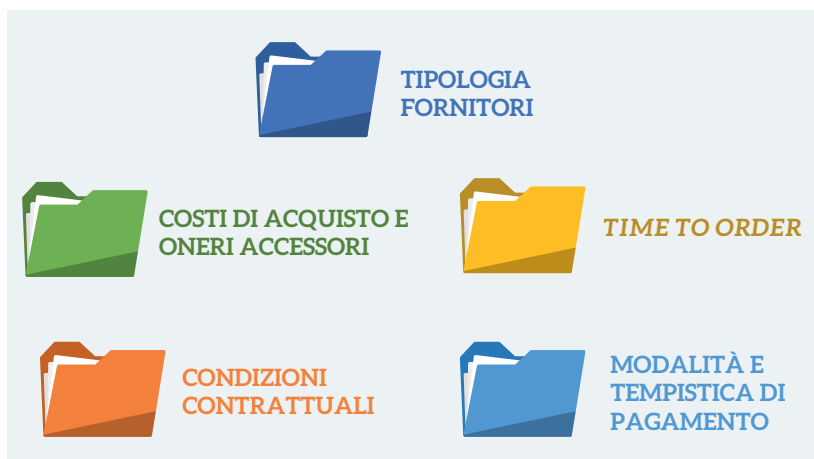 TIPOLOGIA
FORNITORI
COSTI DI ACQUISTO E
ONERI ACCESSORI
TIME TO ORDER
CONDIZIONI
CONTRATTUALI
MODALITÀ E
TEMPISTICA DI
PAGAMENTO